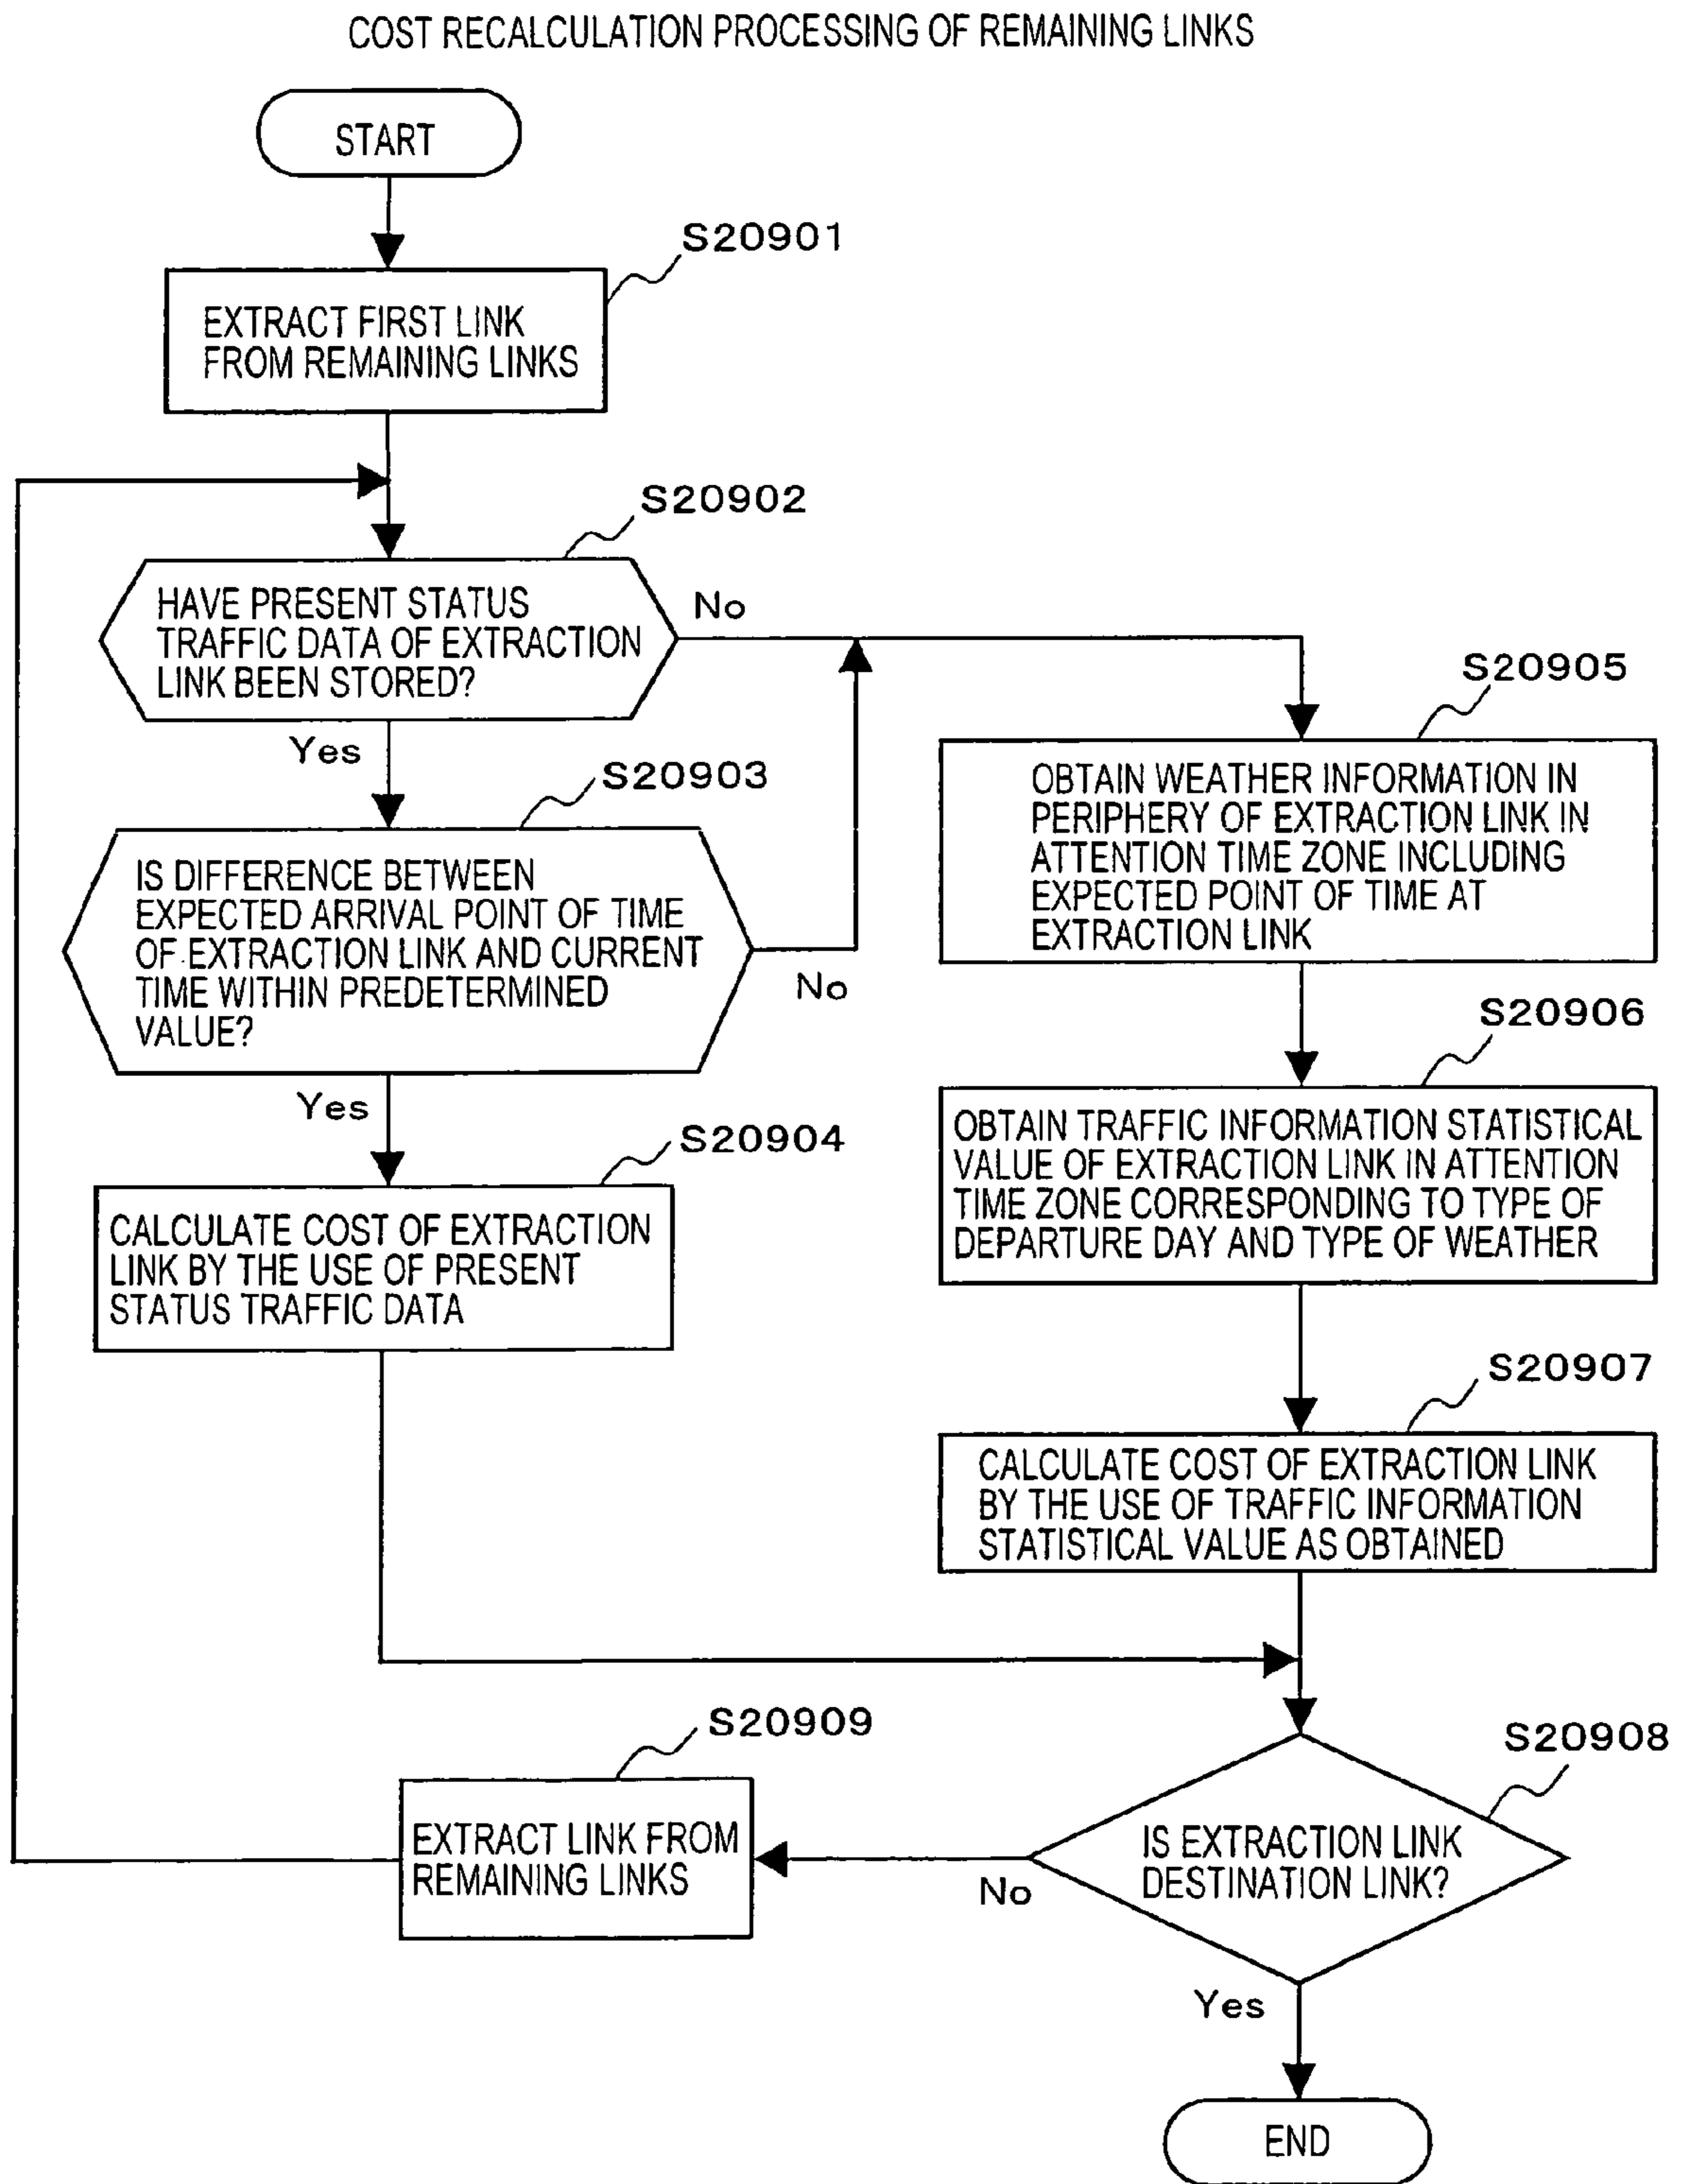 COST RECALCULATION PROCESSING OF REMAINING LINKS
START
S20901
EXTRACT FIRST LINK
FROM REMAINING LINKS
S20902
HAVE PRESENT STATUS
TRAFFIC DATA OF EXTRACTION
LINK BEEN STORED?
No
Yes
S20903
IS DIFFERENCE BETWEEN
EXPECTED ARRIVAL POINT OF TIME
OF EXTRACTION LINK AND CURRENT
TIME WITHIN PREDETERMINED
VALUE?
No
Yes
S20904
CALCULATE COST OF EXTRACTION
LINK BY THE USE OF PRESENT
STATUS TRAFFIC DATA
S20905
OBTAIN WEATHER INFORMATION IN
PERIPHERY OF EXTRACTION LINK IN
ATTENTION TIME ZONE INCLUDING
EXPECTED POINT OF TIME AT
EXTRACTION LINK
S20906
OBTAIN TRAFFIC INFORMATION STATISTICAL
VALUE OF EXTRACTION LINK IN ATTENTION
TIME ZONE CORRESPONDING TO TYPE OF
DEPARTURE DAY AND TYPE OF WEATHER
S20907
CALCULATE COST OF EXTRACTION LINK
BY THE USE OF TRAFFIC INFORMATION
STATISTICAL VALUE AS OBTAINED
S20908
IS EXTRACTION LINK
DESTINATION LINK?
No
S20909
EXTRACT LINK FROM
REMAINING LINKS
Yes
END